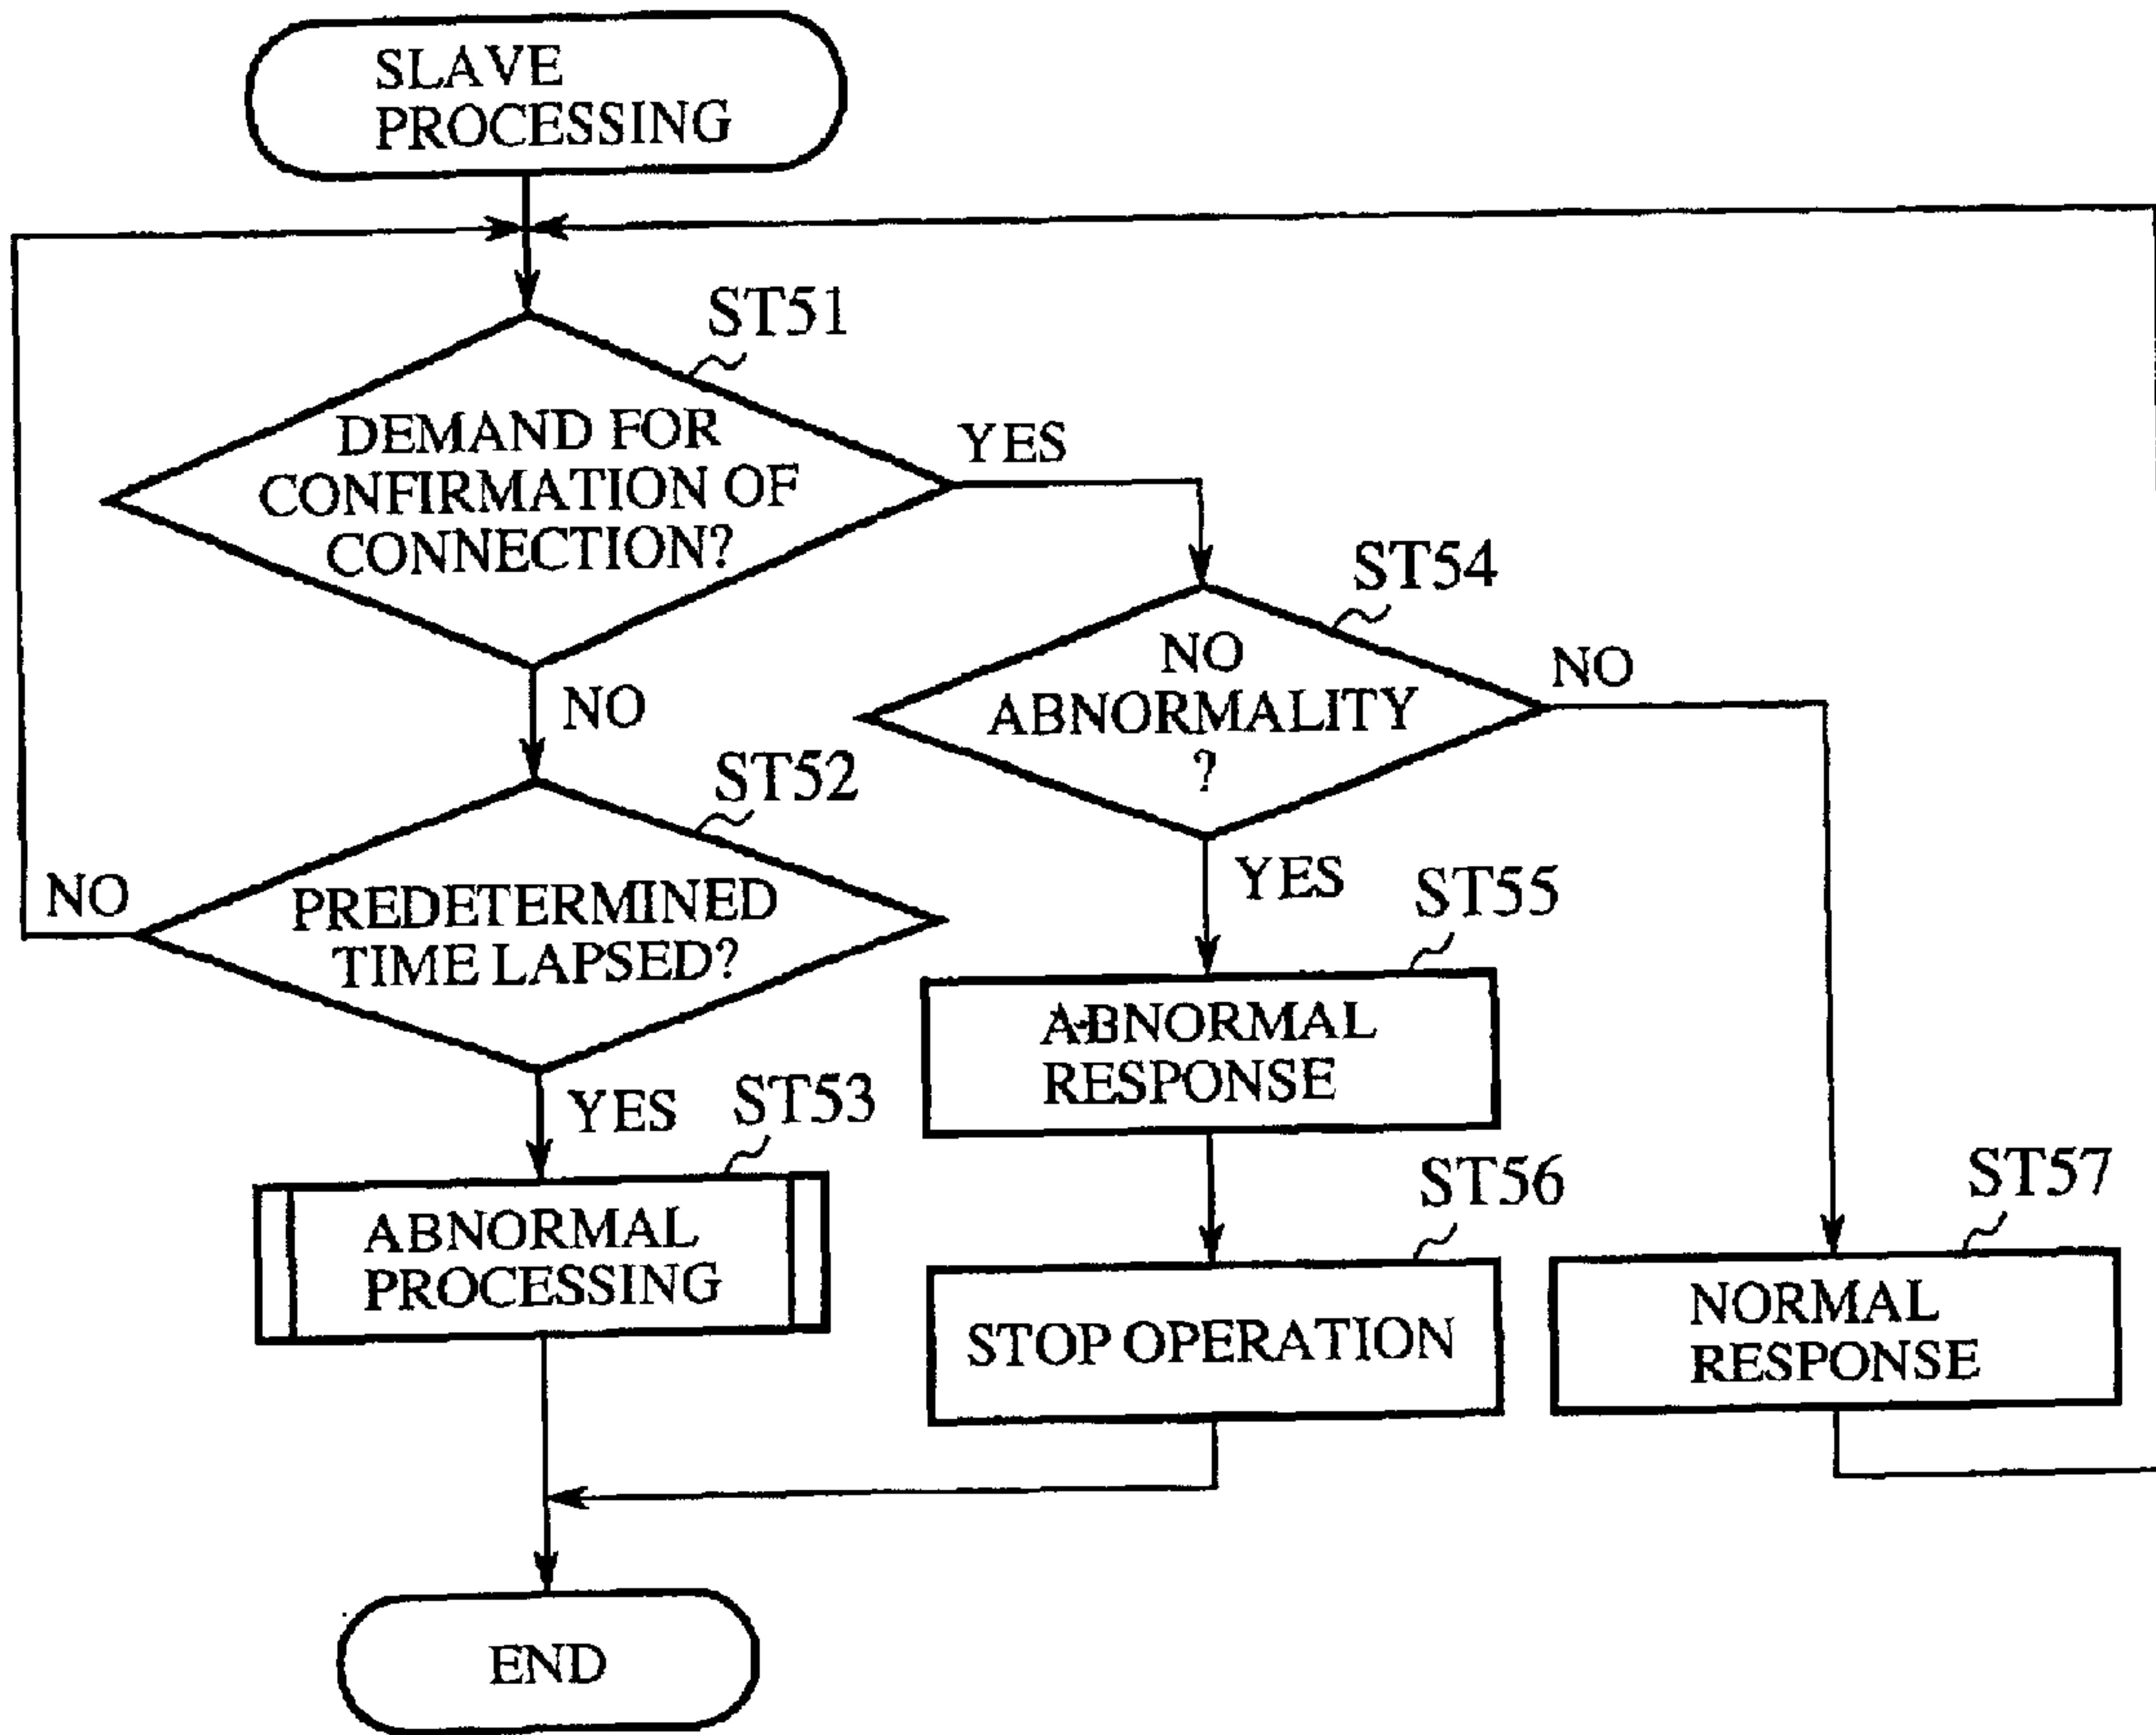 SLAVE
PROCESSING
ST51
DEMAND FOR
CONFIRMATION OF
CONNECTION?
YES
NO
ST54
NO
ABNORMALITY
?
NO
YES
ST52
PREDETERMINED
TIME LAPSED?
NO
YES
ST53
ABNORMAL
PROCESSING
ST55
ABNORMAL
RESPONSE
ST56
STOP OPERATION
ST57
NORMAL
RESPONSE
END